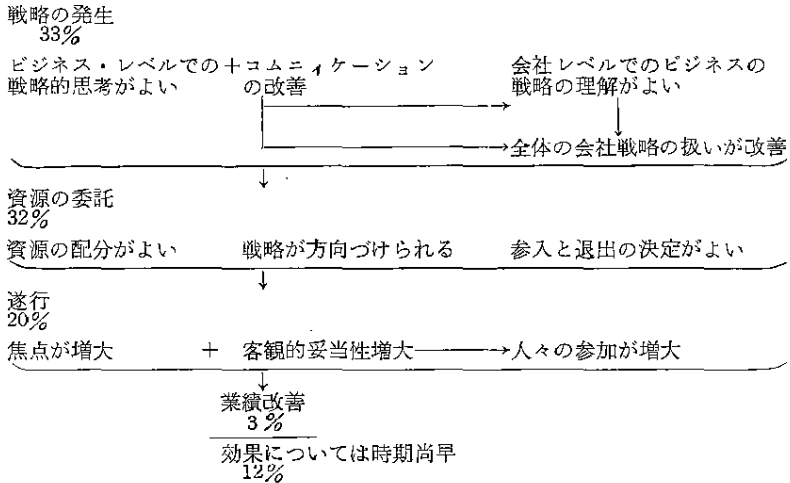 戦略の発生
33%
ビジネス・レベルでの＋コムニィケーション 会社レベルでのビジネスの
戦略的思考がよい の改善 戦略の理解がよい
全体の会社戦略の扱いが改善
資源の委託
32%
資源の配分がよい 戦略が方向づけられる 参入と退出の決定がよい
遂行
20%
焦点が増大 ＋ 客観的妥当性増大 人々の参加が増大
業績改善
3%
効果については時期尚早
12%